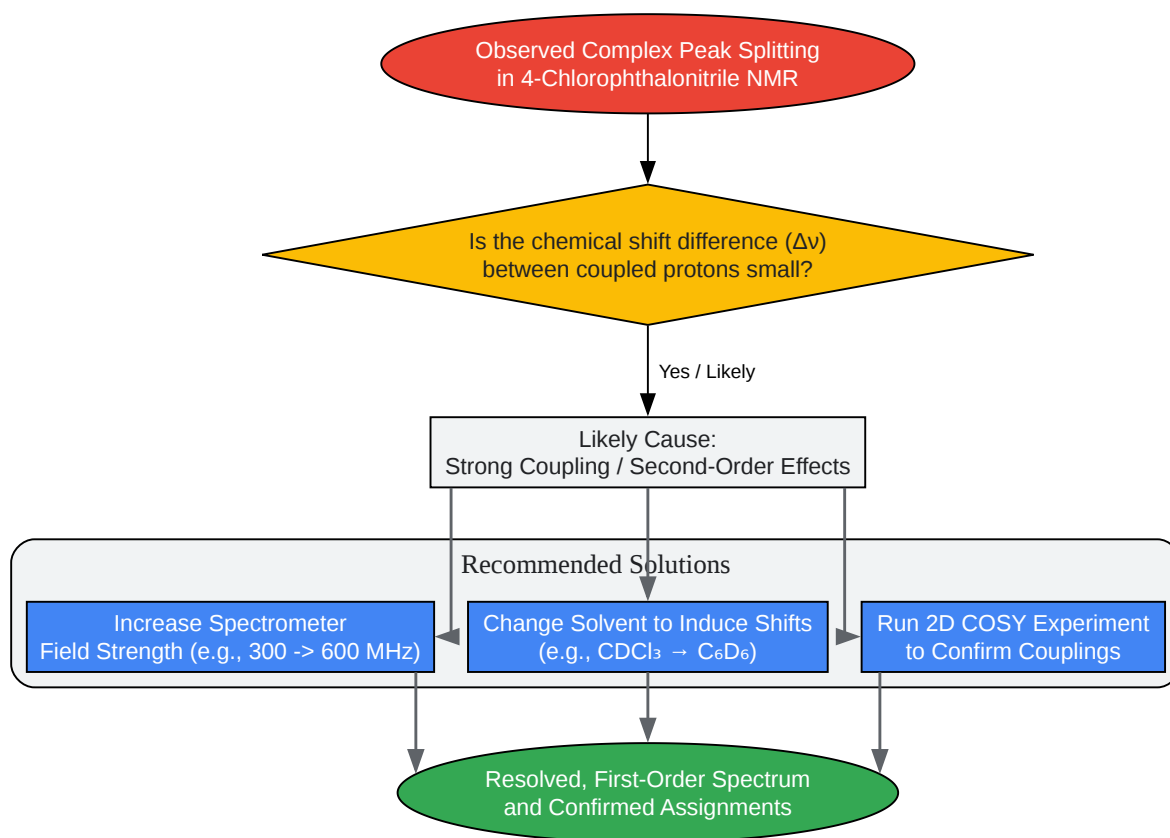 Observed Complex Peak Splitting
in 4-Chlorophthalonitrile NMR
Is the chemical shift difference (Δν)
between coupled protons small?
Yes / Likely
Likely Cause:
Strong Coupling / Second-Order Effects
Recommended Solutions
Increase Spectrometer
Field Strength (e.g., 300 -> 600 MHz)
Change Solvent to Induce Shifts
(e.g., CDCl₃ → C₆D₆)
Run 2D COSY Experiment
to Confirm Couplings
Resolved, First-Order Spectrum
and Confirmed Assignments